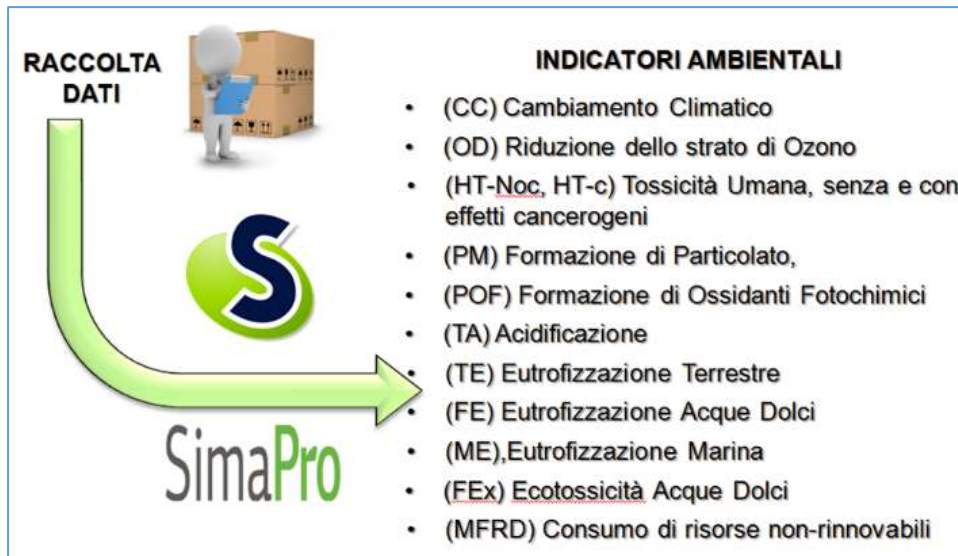 RACCOLTA
DATI
SimaPro
INDICATORI AMBIENTALI
• (CC) Cambiamento Climatico
• (OD) Riduzione dello strato di Ozono
• (HT-Noc, HT-c) Tossicità Umana, senza e con
effetti cancerogeni
• (PM) Formazione di Particolato,
• (POF) Formazione di Ossidanti Fotochimici
• (TA) Acidificazione
• (TE) Eutrofizzazione Terrestre
• (FE) Eutrofizzazione Acque Dolci
• (ME),Eutrofizzazione Marina
• (FEx) Ecotossicità Acque Dolci
• (MFRD) Consumo di risorse non-rinnovabili